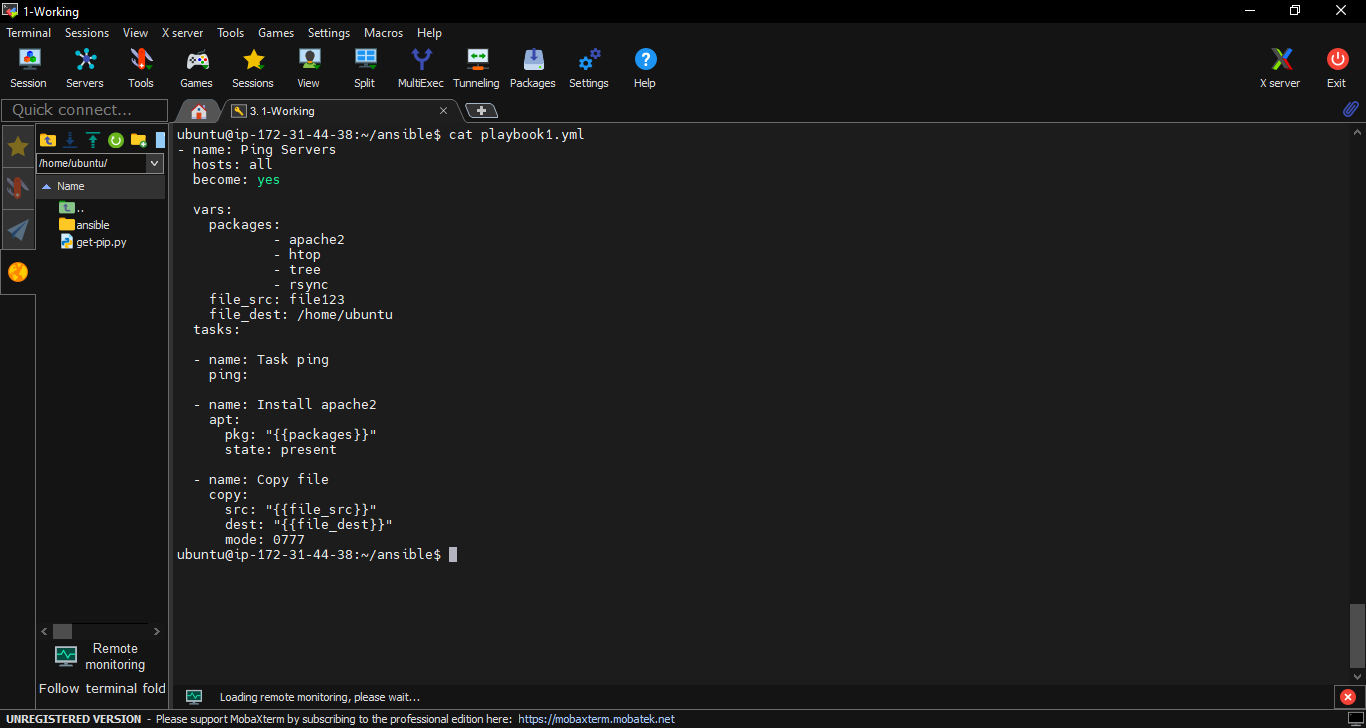 1-Working
Terminal Sessions View X server Tools Games Settings Macros Help
Session Servers Tools Games Sessions View Split MultiExec Tunneling Packages Settings Help X server Exit
Quick connect...
3. 1-Working
/home/ubuntu/
Name
..
ansible
get-pip.py
Remote
monitoring
Follow terminal fold
ubuntu@ip-172-31-44-38:~/ansible$ cat playbook1.yml
- name: Ping Servers
  hosts: all
  become: yes

  vars:
    packages:
            - apache2
            - htop
            - tree
            - rsync
    file_src: file123
    file_dest: /home/ubuntu
  tasks:

  - name: Task ping
    ping:

  - name: Install apache2
    apt:
      pkg: "{{packages}}"
      state: present

  - name: Copy file
    copy:
      src: "{{file_src}}"
      dest: "{{file_dest}}"
      mode: 0777
ubuntu@ip-172-31-44-38:~/ansible$
Loading remote monitoring, please wait...
UNREGISTERED VERSION - Please support MobaXterm by subscribing to the professional edition here: https://mobaxterm.mobatek.net